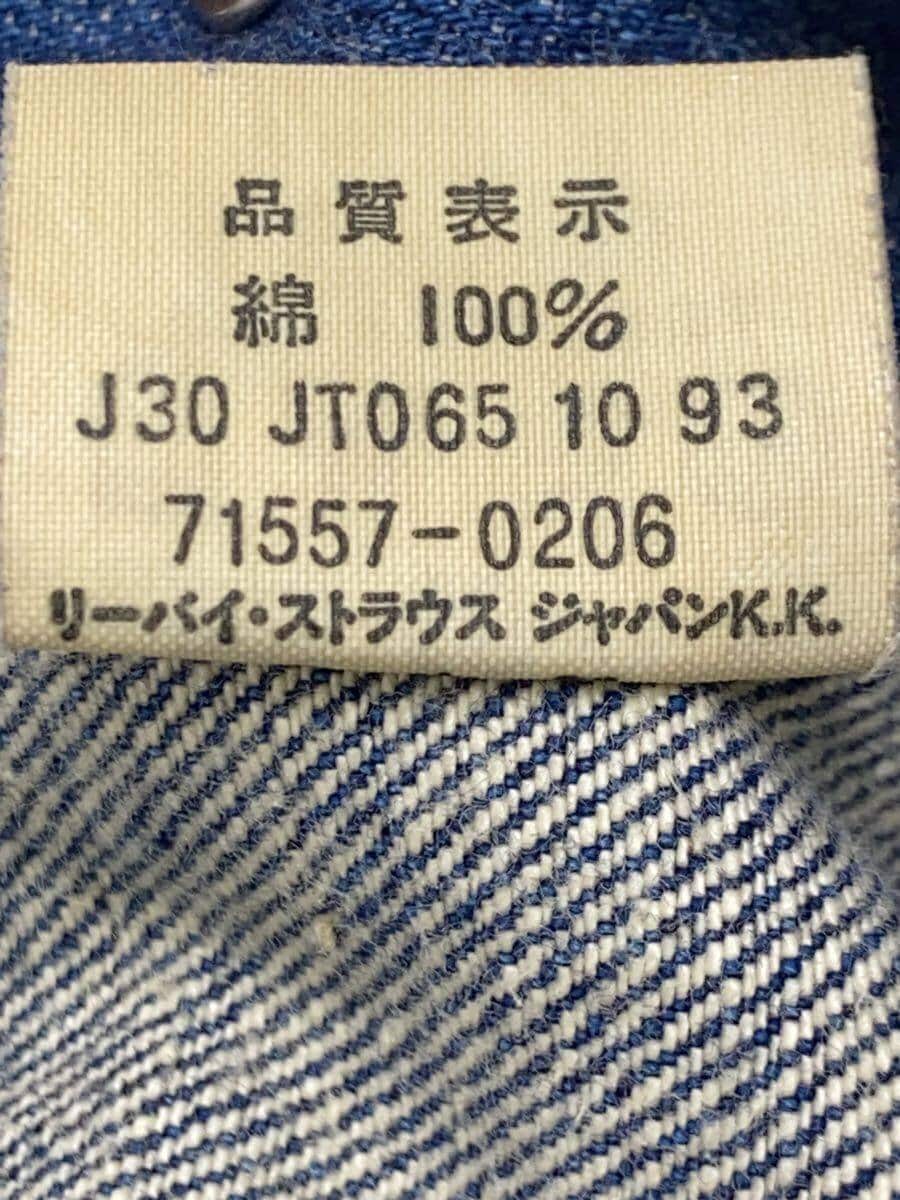 品質表示
綿 100%
J30 JT065 10 93
71557-0206
リーバイ・ストラウス ジャパンK.K.